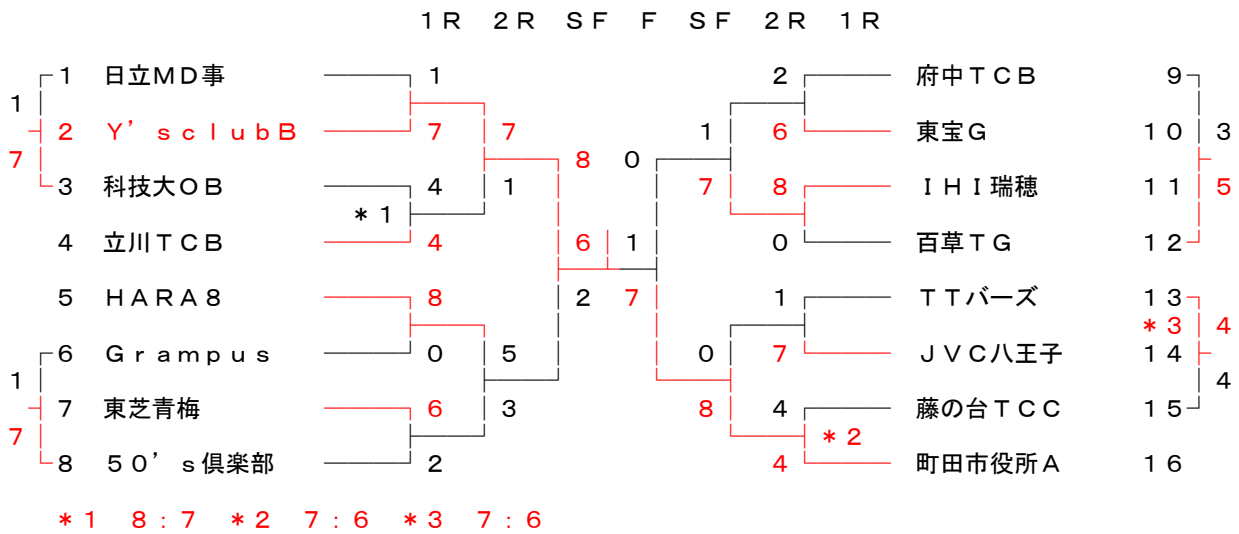 １Ｒ ２Ｒ ＳＦ Ｆ ＳＦ ２Ｒ １Ｒ
1 日立ＭＤ事 1 2 府中ＴＣＢ 9
1 3
2 Ｙ’ｓｃｌｕｂＢ 7 7 1 6 東宝Ｇ 10
7 8 0 5
3 科技大ＯＢ 4 1 7 8 ＩＨＩ瑞穂 11
＊1
4 立川ＴＣＢ 4 6 1 0 百草ＴＧ 12
5 ＨＡＲＡ８ 8 2 7 1 ＴＴバーズ 13
＊3 4
6 Ｇｒａｍｐｕｓ 0 5 0 7 ＪＶＣ八王子 14
1 4
7 東芝青梅 6 3 8 4 藤の台ＴＣＣ 15
7 ＊2
8 ５０’ｓ倶楽部 2 4 町田市役所Ａ 16
＊1 8：7 ＊2 7：6 ＊3 7：6